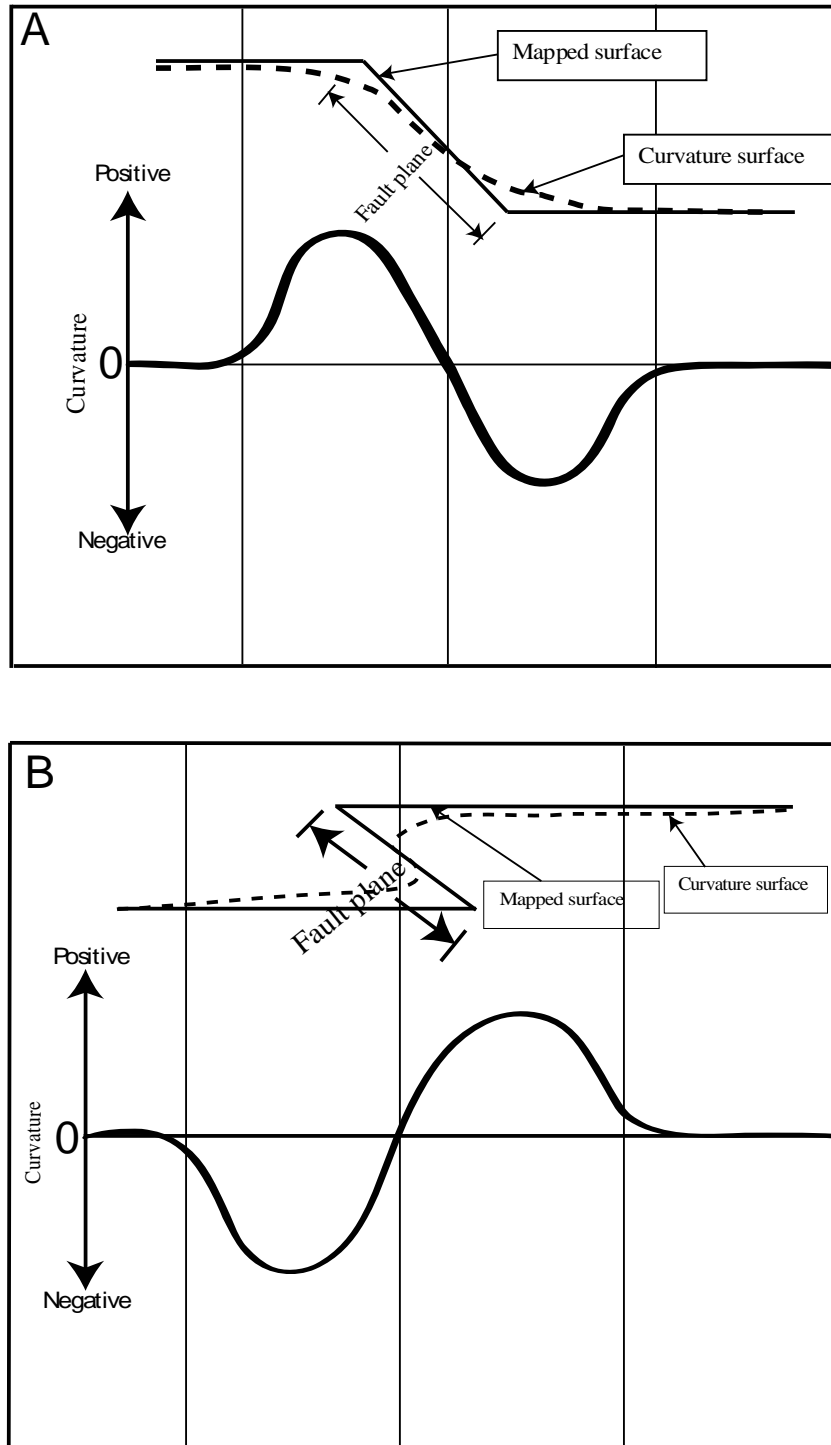 A
Mapped surface
Curvature surface
Fault plane
Positive
Curvature
0
Negative
B
Mapped surface
Curvature surface
Fault plane
Positive
Curvature
0
Negative